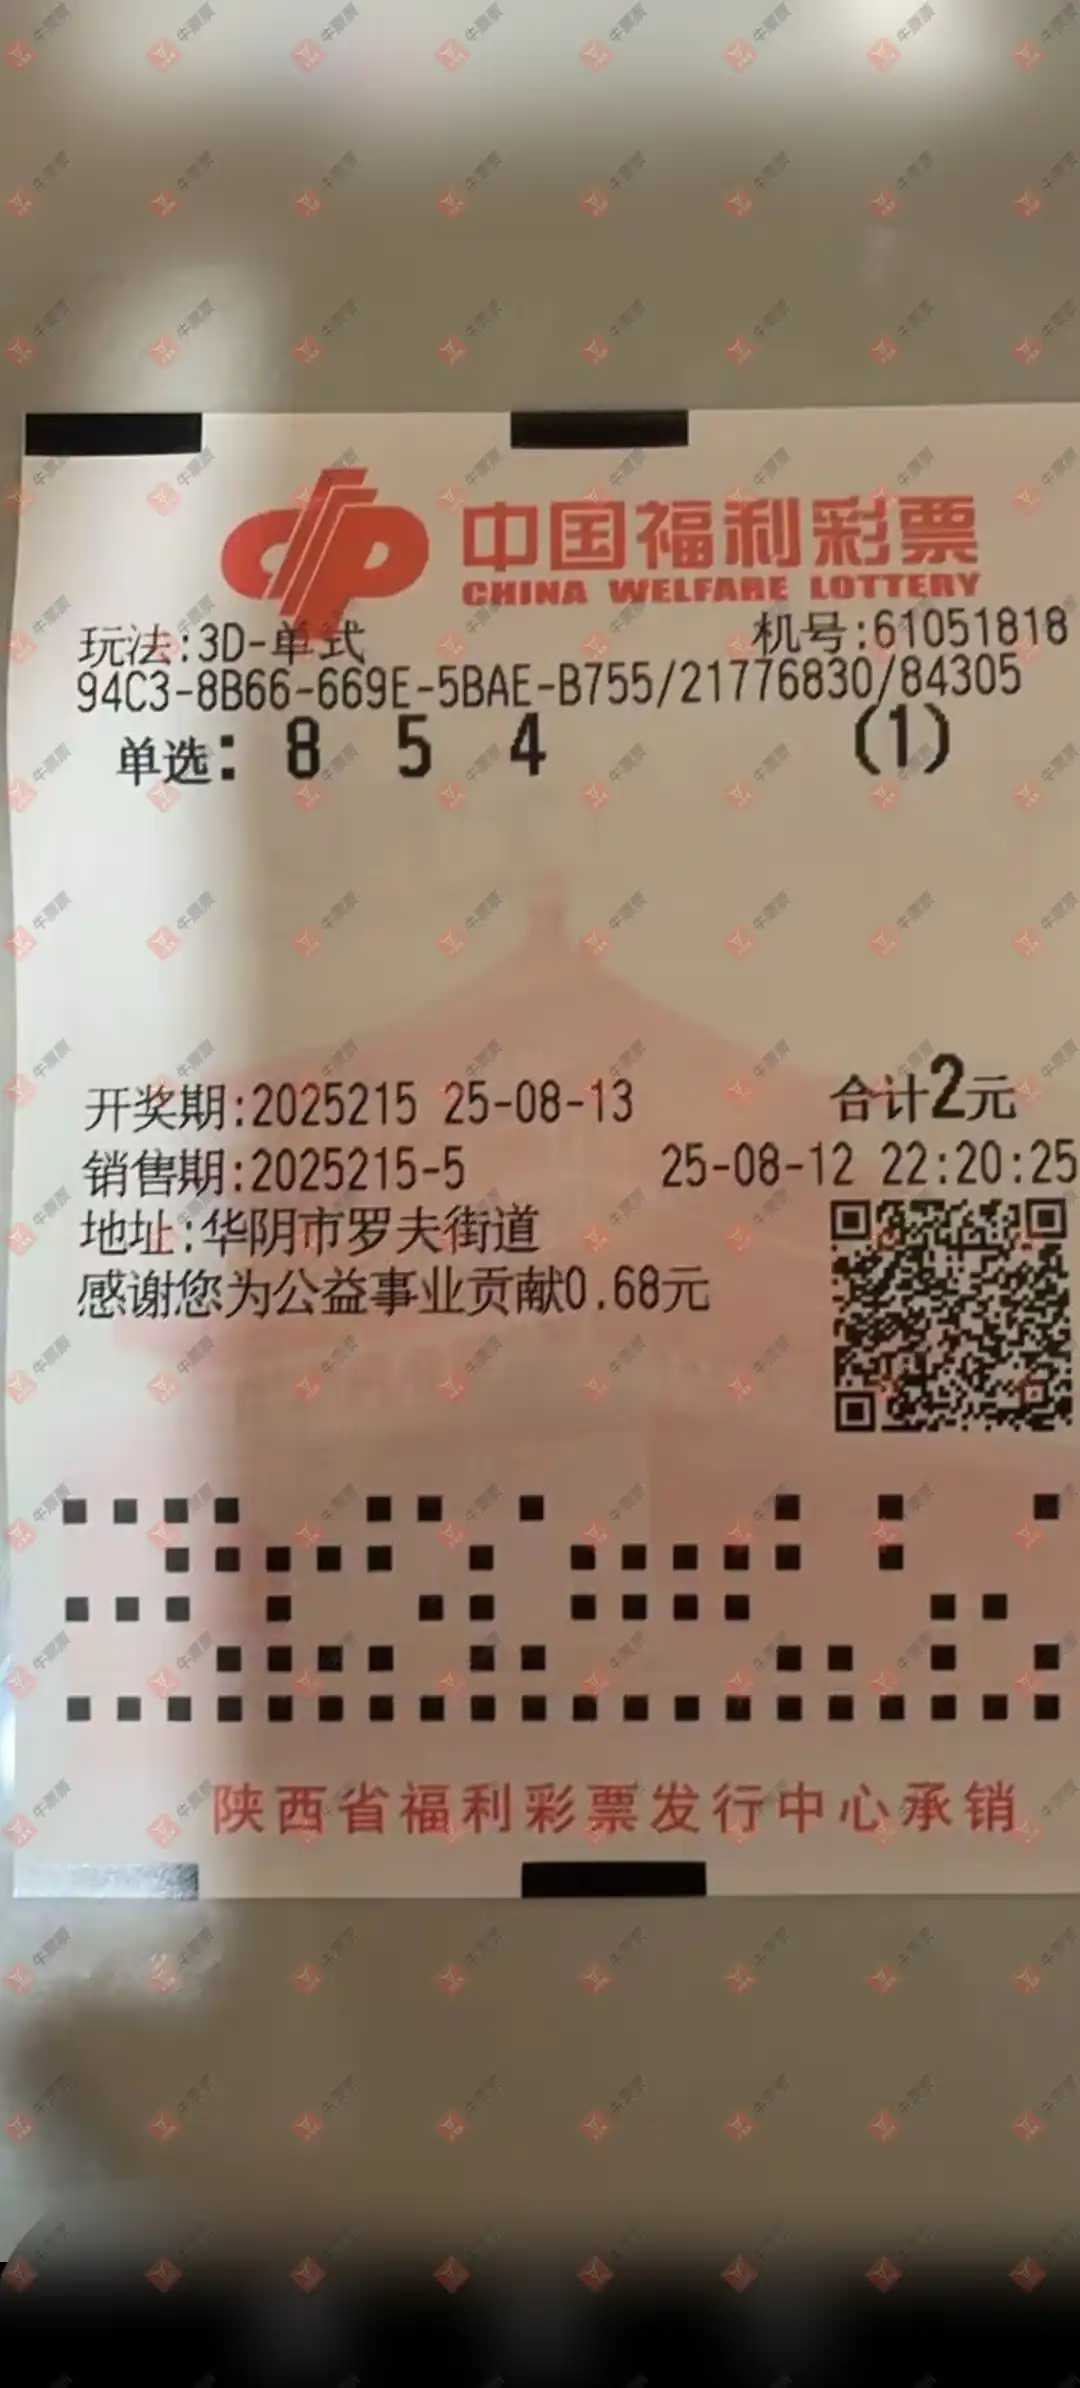 中国福利彩票
CHINA WELFARE LOTTERY
玩法:3D-单式 机号:61051818
94C3-8B66-669E-5BAE-B755/21776830/84305
单选: 8 5 4 (1)
开奖期:2025215 25-08-13 合计2元
销售期:2025215-5 25-08-12 22:20:25
地址:华阴市罗夫街道
感谢您为公益事业贡献0.68元
陕西省福利彩票发行中心承销